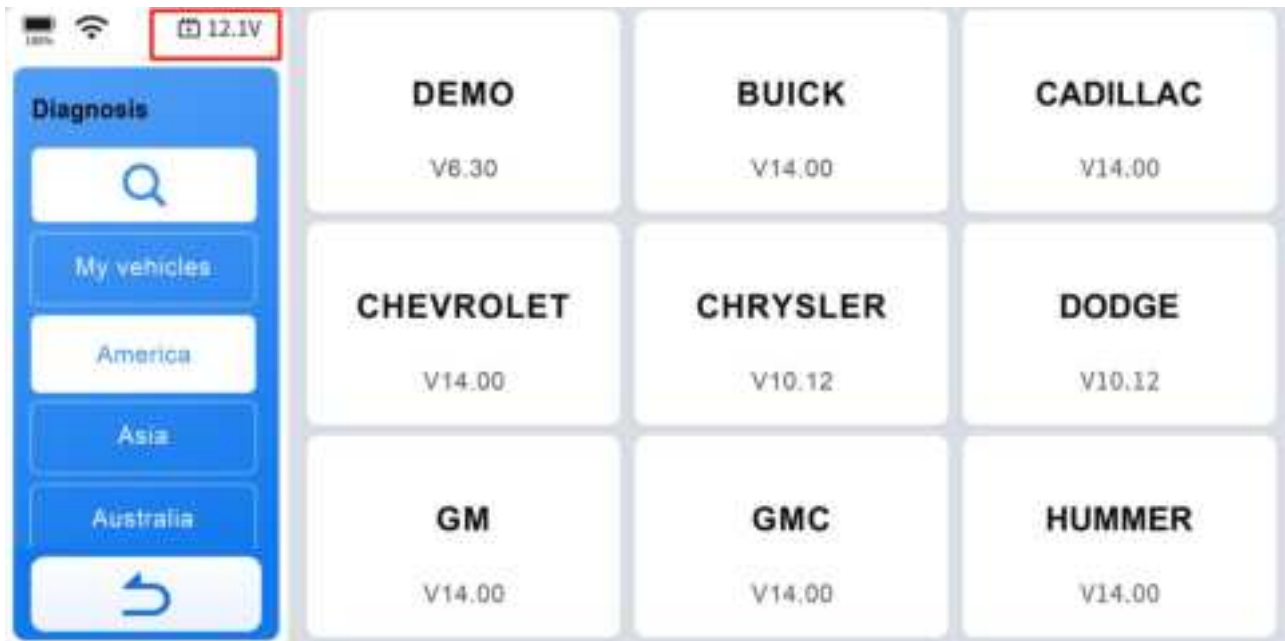 100%
12.1V
Diagnosis
My vehicles
America
Asia
Australia
DEMO
V6.30
BUICK
V14.00
CADILLAC
V14.00
CHEVROLET
V14.00
CHRYSLER
V10.12
DODGE
V10.12
GM
V14.00
GMC
V14.00
HUMMER
V14.00